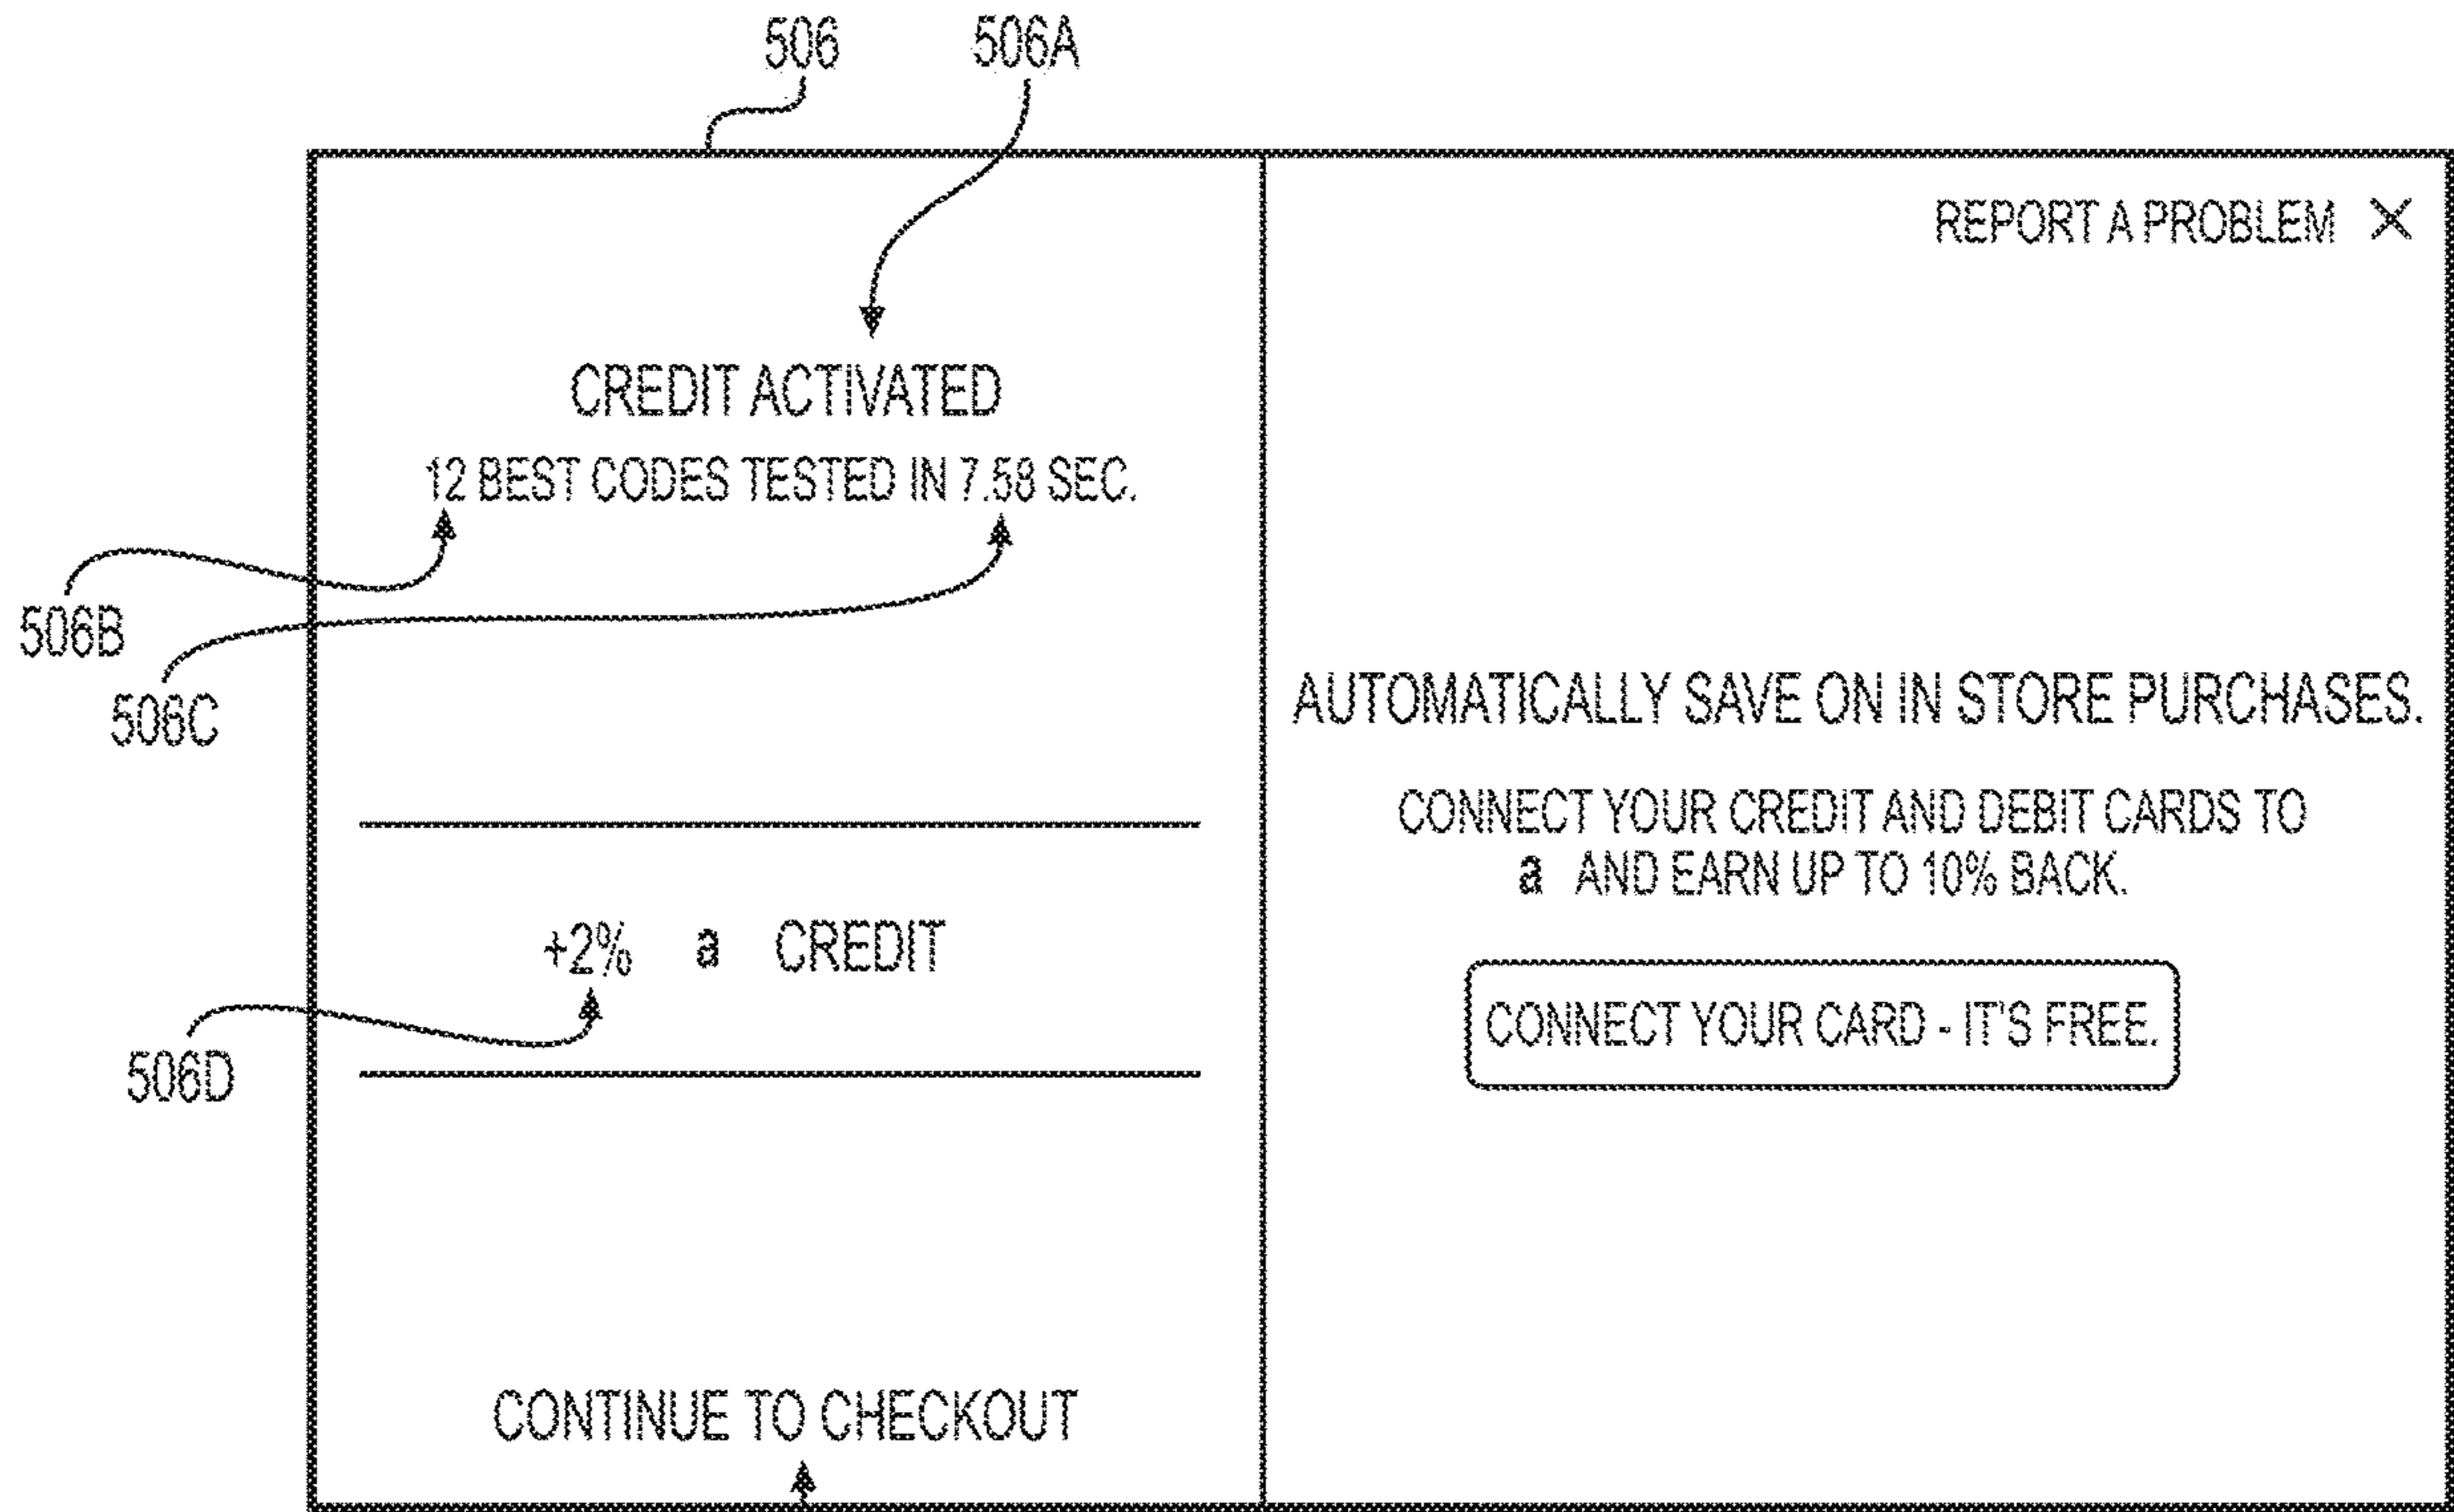 506
506A
REPORT A PROBLEM X
CREDIT ACTIVATED
12 BEST CODES TESTED IN 7.58 SEC.
506B
506C
AUTOMATICALLY SAVE ON IN STORE PURCHASES.
CONNECT YOUR CREDIT AND DEBIT CARDS TO
a AND EARN UP TO 10% BACK.
+2% a CREDIT
CONNECT YOUR CARD - IT'S FREE.
506D
CONTINUE TO CHECKOUT